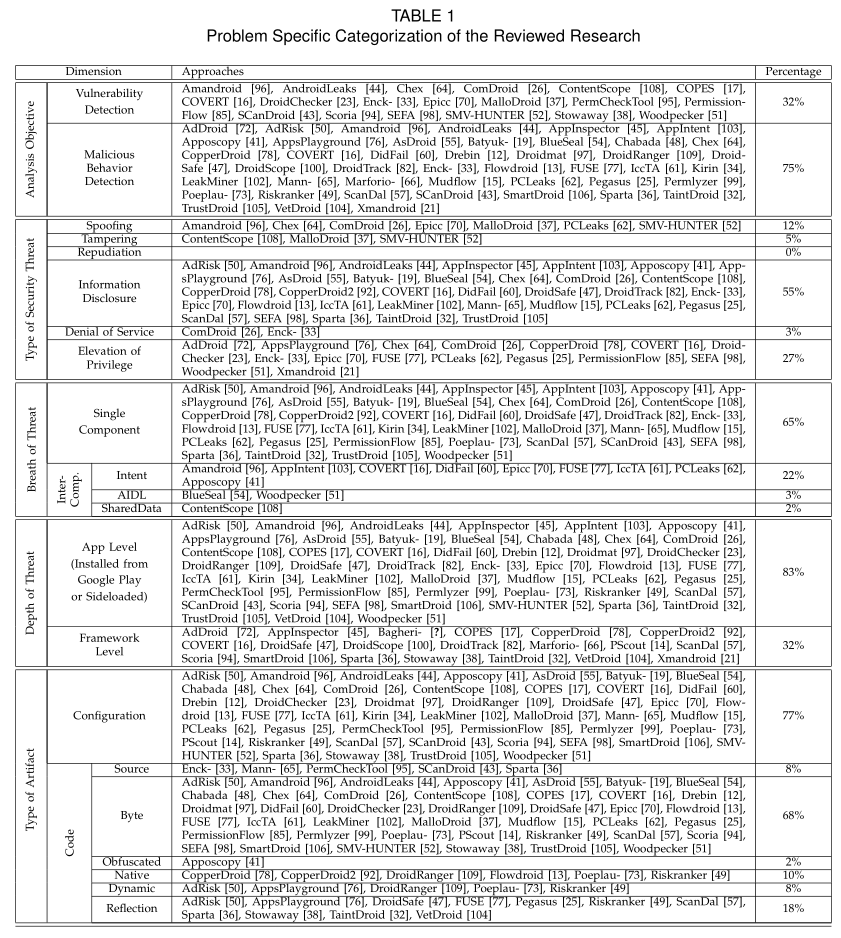 TABLE 1
Problem Specific Categorization of the Reviewed Research
Dimension Approaches Percentage
Analysis Objective
Vulnerability
Detection
Amandroid [96], AndroidLeaks [44], Chex [64], ComDroid [26], ContentScope [108], COPES [17],
COVERT [16], DroidChecker [23], Enck- [33], Epicc [70], MalloDroid [37], PermCheckTool [95], Permission-
Flow [85], SCanDroid [43], Scoria [94], SEFA [98], SMV-HUNTER [52], Stowaway [38], Woodpecker [51]
32%
Malicious
Behavior
Detection
AdDroid [72], AdRisk [50], Amandroid [96], AndroidLeaks [44], AppInspector [45], AppIntent [103],
Apposcopy [41], AppsPlayground [76], AsDroid [55], Batyuk- [19], BlueSeal [54], Chabada [48], Chex [64],
CopperDroid [78], COVERT [16], DidFail [60], Drebin [12], Droidmat [97], DroidRanger [109], Droid-
Safe [47], DroidScope [100], DroidTrack [82], Enck- [33], Flowdroid [13], FUSE [77], IccTA [61], Kirin [34],
LeakMiner [102], Mann- [65], Marforio- [66], Mudflow [15], PCLeaks [62], Pegasus [25], Permlyzer [99],
Poeplau- [73], Riskranker [49], ScanDal [57], SCanDroid [43], SmartDroid [106], Sparta [36], TaintDroid [32],
TrustDroid [105], VetDroid [104], Xmandroid [21]
75%
Type of Security Threat
Spoofing Amandroid [96], Chex [64], ComDroid [26], Epicc [70], MalloDroid [37], PCLeaks [62], SMV-HUNTER [52] 12%
Tampering ContentScope [108], MalloDroid [37], SMV-HUNTER [52] 5%
Repudiation 0%
Information
Disclosure
AdRisk [50], Amandroid [96], AndroidLeaks [44], AppInspector [45], AppIntent [103], Apposcopy [41], App-
sPlayground [76], AsDroid [55], Batyuk- [19], BlueSeal [54], Chex [64], ComDroid [26], ContentScope [108],
CopperDroid [78], CopperDroid2 [92], COVERT [16], DidFail [60], DroidSafe [47], DroidTrack [82], Enck- [33],
Epicc [70], Flowdroid [13], IccTA [61], LeakMiner [102], Mann- [65], Mudflow [15], PCLeaks [62], Pegasus [25],
ScanDal [57], SEFA [98], Sparta [36], TaintDroid [32], TrustDroid [105]
55%
Denial of Service ComDroid [26], Enck- [33] 3%
Elevation of
Privilege
AdDroid [72], AppsPlayground [76], Chex [64], ComDroid [26], CopperDroid [78], COVERT [16], Droid-
Checker [23], Enck- [33], Epicc [70], FUSE [77], PCLeaks [62], Pegasus [25], PermissionFlow [85], SEFA [98],
Woodpecker [51], Xmandroid [21]
27%
Breath of Threat
Single
Component
AdRisk [50], Amandroid [96], AndroidLeaks [44], AppInspector [45], AppIntent [103], Apposcopy [41], App-
sPlayground [76], AsDroid [55], Batyuk- [19], BlueSeal [54], Chex [64], ComDroid [26], ContentScope [108],
CopperDroid [78], CopperDroid2 [92], COVERT [16], DidFail [60], DroidSafe [47], DroidTrack [82], Enck- [33],
Flowdroid [13], FUSE [77], IccTA [61], Kirin [34], LeakMiner [102], MalloDroid [37], Mann- [65], Mudflow [15],
PCLeaks [62], Pegasus [25], PermissionFlow [85], Poeplau- [73], ScanDal [57], SCanDroid [43], SEFA [98],
Sparta [36], TaintDroid [32], TrustDroid [105], Woodpecker [51]
65%
Inter-
Comp.
Intent
Amandroid [96], AppIntent [103], COVERT [16], DidFail [60], Epicc [70], FUSE [77], IccTA [61], PCLeaks [62],
Apposcopy [41]
22%
AIDL BlueSeal [54], Woodpecker [51] 3%
SharedData ContentScope [108] 2%
Depth of Threat
App Level
(Installed from
Google Play
or Sideloaded)
AdRisk [50], Amandroid [96], AndroidLeaks [44], AppInspector [45], AppIntent [103], Apposcopy [41],
AppsPlayground [76], AsDroid [55], Batyuk- [19], BlueSeal [54], Chabada [48], Chex [64], ComDroid [26],
ContentScope [108], COPES [17], COVERT [16], DidFail [60], Drebin [12], Droidmat [97], DroidChecker [23],
DroidRanger [109], DroidSafe [47], DroidTrack [82], Enck- [33], Epicc [70], Flowdroid [13], FUSE [77],
IccTA [61], Kirin [34], LeakMiner [102], MalloDroid [37], Mudflow [15], PCLeaks [62], Pegasus [25],
PermCheckTool [95], PermissionFlow [85], Permlyzer [99], Poeplau- [73], Riskranker [49], ScanDal [57],
SCanDroid [43], Scoria [94], SEFA [98], SmartDroid [106], SMV-HUNTER [52], Sparta [36], TaintDroid [32],
TrustDroid [105], VetDroid [104], Woodpecker [51]
83%
Framework
Level
AdDroid [72], AppInspector [45], Bagheri- [?], COPES [17], CopperDroid [78], CopperDroid2 [92],
COVERT [16], DroidSafe [47], DroidScope [100], DroidTrack [82], Marforio- [66], PScout [14], ScanDal [57],
Scoria [94], SmartDroid [106], Sparta [36], Stowaway [38], TaintDroid [32], VetDroid [104], Xmandroid [21]
32%
Type of Artifact
Configuration
AdRisk [50], Amandroid [96], AndroidLeaks [44], Apposcopy [41], AsDroid [55], Batyuk- [19], BlueSeal [54],
Chabada [48], Chex [64], ComDroid [26], ContentScope [108], COPES [17], COVERT [16], DidFail [60],
Drebin [12], DroidChecker [23], Droidmat [97], DroidRanger [109], DroidSafe [47], Epicc [70], Flow-
droid [13], FUSE [77], IccTA [61], Kirin [34], LeakMiner [102], MalloDroid [37], Mann- [65], Mudflow [15],
PCLeaks [62], Pegasus [25], PermCheckTool [95], PermissionFlow [85], Permlyzer [99], Poeplau- [73],
PScout [14], Riskranker [49], ScanDal [57], SCanDroid [43], Scoria [94], SEFA [98], SmartDroid [106], SMV-
HUNTER [52], Sparta [36], Stowaway [38], TrustDroid [105], Woodpecker [51]
77%
Code
Source Enck- [33], Mann- [65], PermCheckTool [95], SCanDroid [43], Sparta [36] 8%
Byte
AdRisk [50], Amandroid [96], AndroidLeaks [44], Apposcopy [41], AsDroid [55], Batyuk- [19], BlueSeal [54],
Chabada [48], Chex [64], ComDroid [26], ContentScope [108], COPES [17], COVERT [16], Drebin [12],
Droidmat [97], DidFail [60], DroidChecker [23], DroidRanger [109], DroidSafe [47], Epicc [70], Flowdroid [13],
FUSE [77], IccTA [61], LeakMiner [102], MalloDroid [37], Mudflow [15], PCLeaks [62], Pegasus [25],
PermissionFlow [85], Permlyzer [99], Poeplau- [73], PScout [14], Riskranker [49], ScanDal [57], Scoria [94],
SEFA [98], SmartDroid [106], SMV-HUNTER [52], Stowaway [38], TrustDroid [105], Woodpecker [51]
68%
Obfuscated Apposcopy [41] 2%
Native CopperDroid [78], CopperDroid2 [92], DroidRanger [109], Flowdroid [13], Poeplau- [73], Riskranker [49] 10%
Dynamic AdRisk [50], AppsPlayground [76], DroidRanger [109], Poeplau- [73], Riskranker [49] 8%
Reflection
AdRisk [50], AppsPlayground [76], DroidSafe [47], FUSE [77], Pegasus [25], Riskranker [49], ScanDal [57],
Sparta [36], Stowaway [38], TaintDroid [32], VetDroid [104]
18%